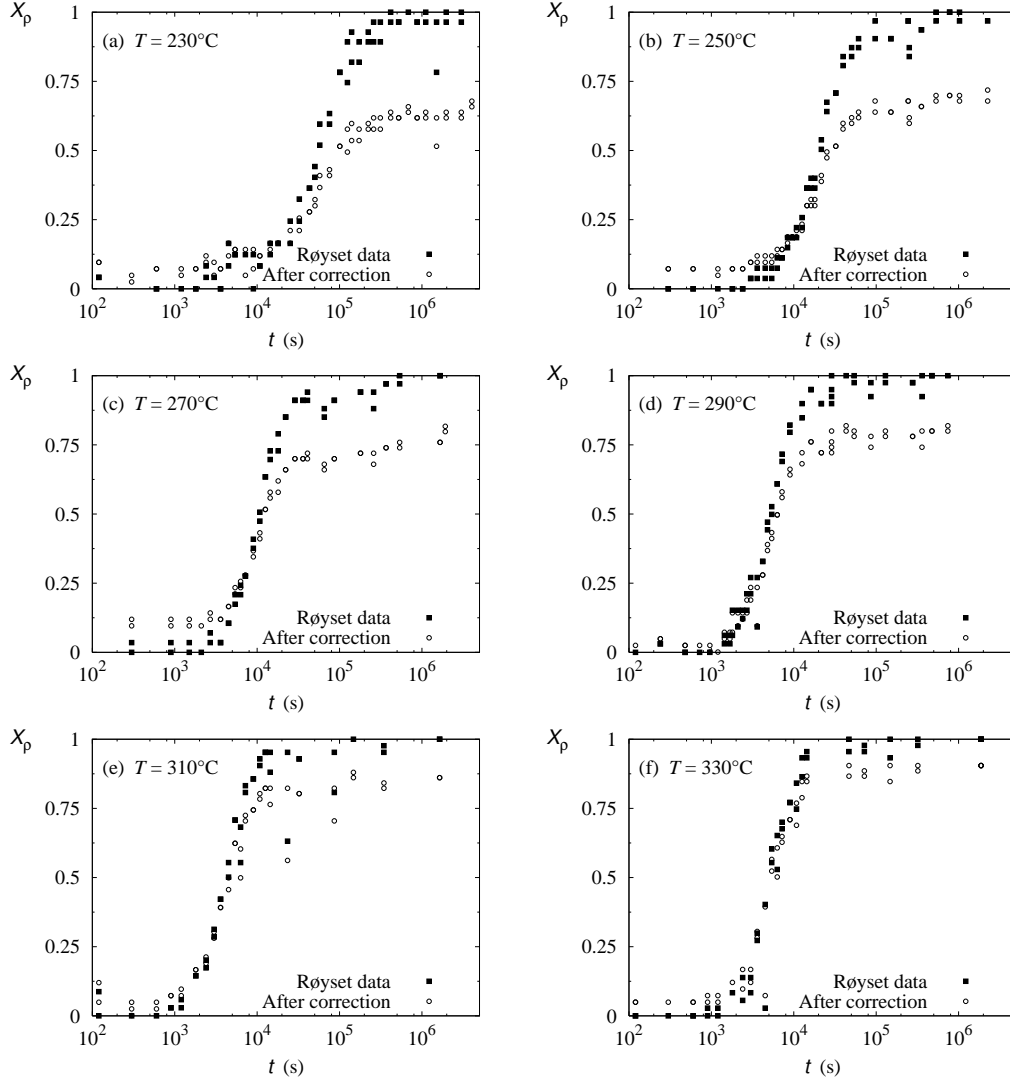 Xρ
Xρ
1
0.75
0.5
0.25
0
(a) T = 230°C
Røyset data
After correction
10² 10³ 10⁴ 10⁵ 10⁶
t (s)
1
0.75
0.5
0.25
0
(b) T = 250°C
Røyset data
After correction
10² 10³ 10⁴ 10⁵ 10⁶
t (s)
Xρ
1
0.75
0.5
0.25
0
(c) T = 270°C
Røyset data
After correction
10² 10³ 10⁴ 10⁵ 10⁶
t (s)
Xρ
1
0.75
0.5
0.25
0
(d) T = 290°C
Røyset data
After correction
10² 10³ 10⁴ 10⁵ 10⁶
t (s)
Xρ
1
0.75
0.5
0.25
0
(e) T = 310°C
Røyset data
After correction
10² 10³ 10⁴ 10⁵ 10⁶
t (s)
Xρ
1
0.75
0.5
0.25
0
(f) T = 330°C
Røyset data
After correction
10² 10³ 10⁴ 10⁵ 10⁶
t (s)